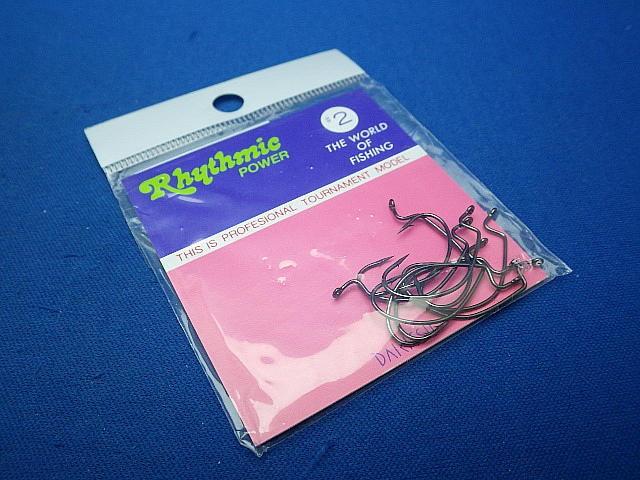 Rhythmic
POWER
#2
THE WORLD
OF
FISHING
THIS IS PROFESIONAL TOURNAMENT MODEL